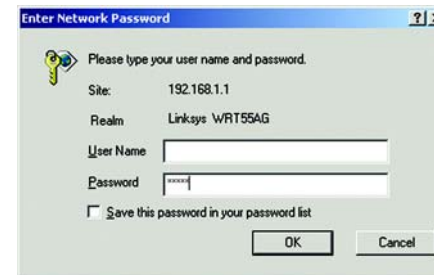 Enter Network Password
Please type your user name and password.
Site: 192.168.1.1
Realm Linksys WRT55AG
User Name
Password xxxxx
Save this password in your password list
OK Cancel